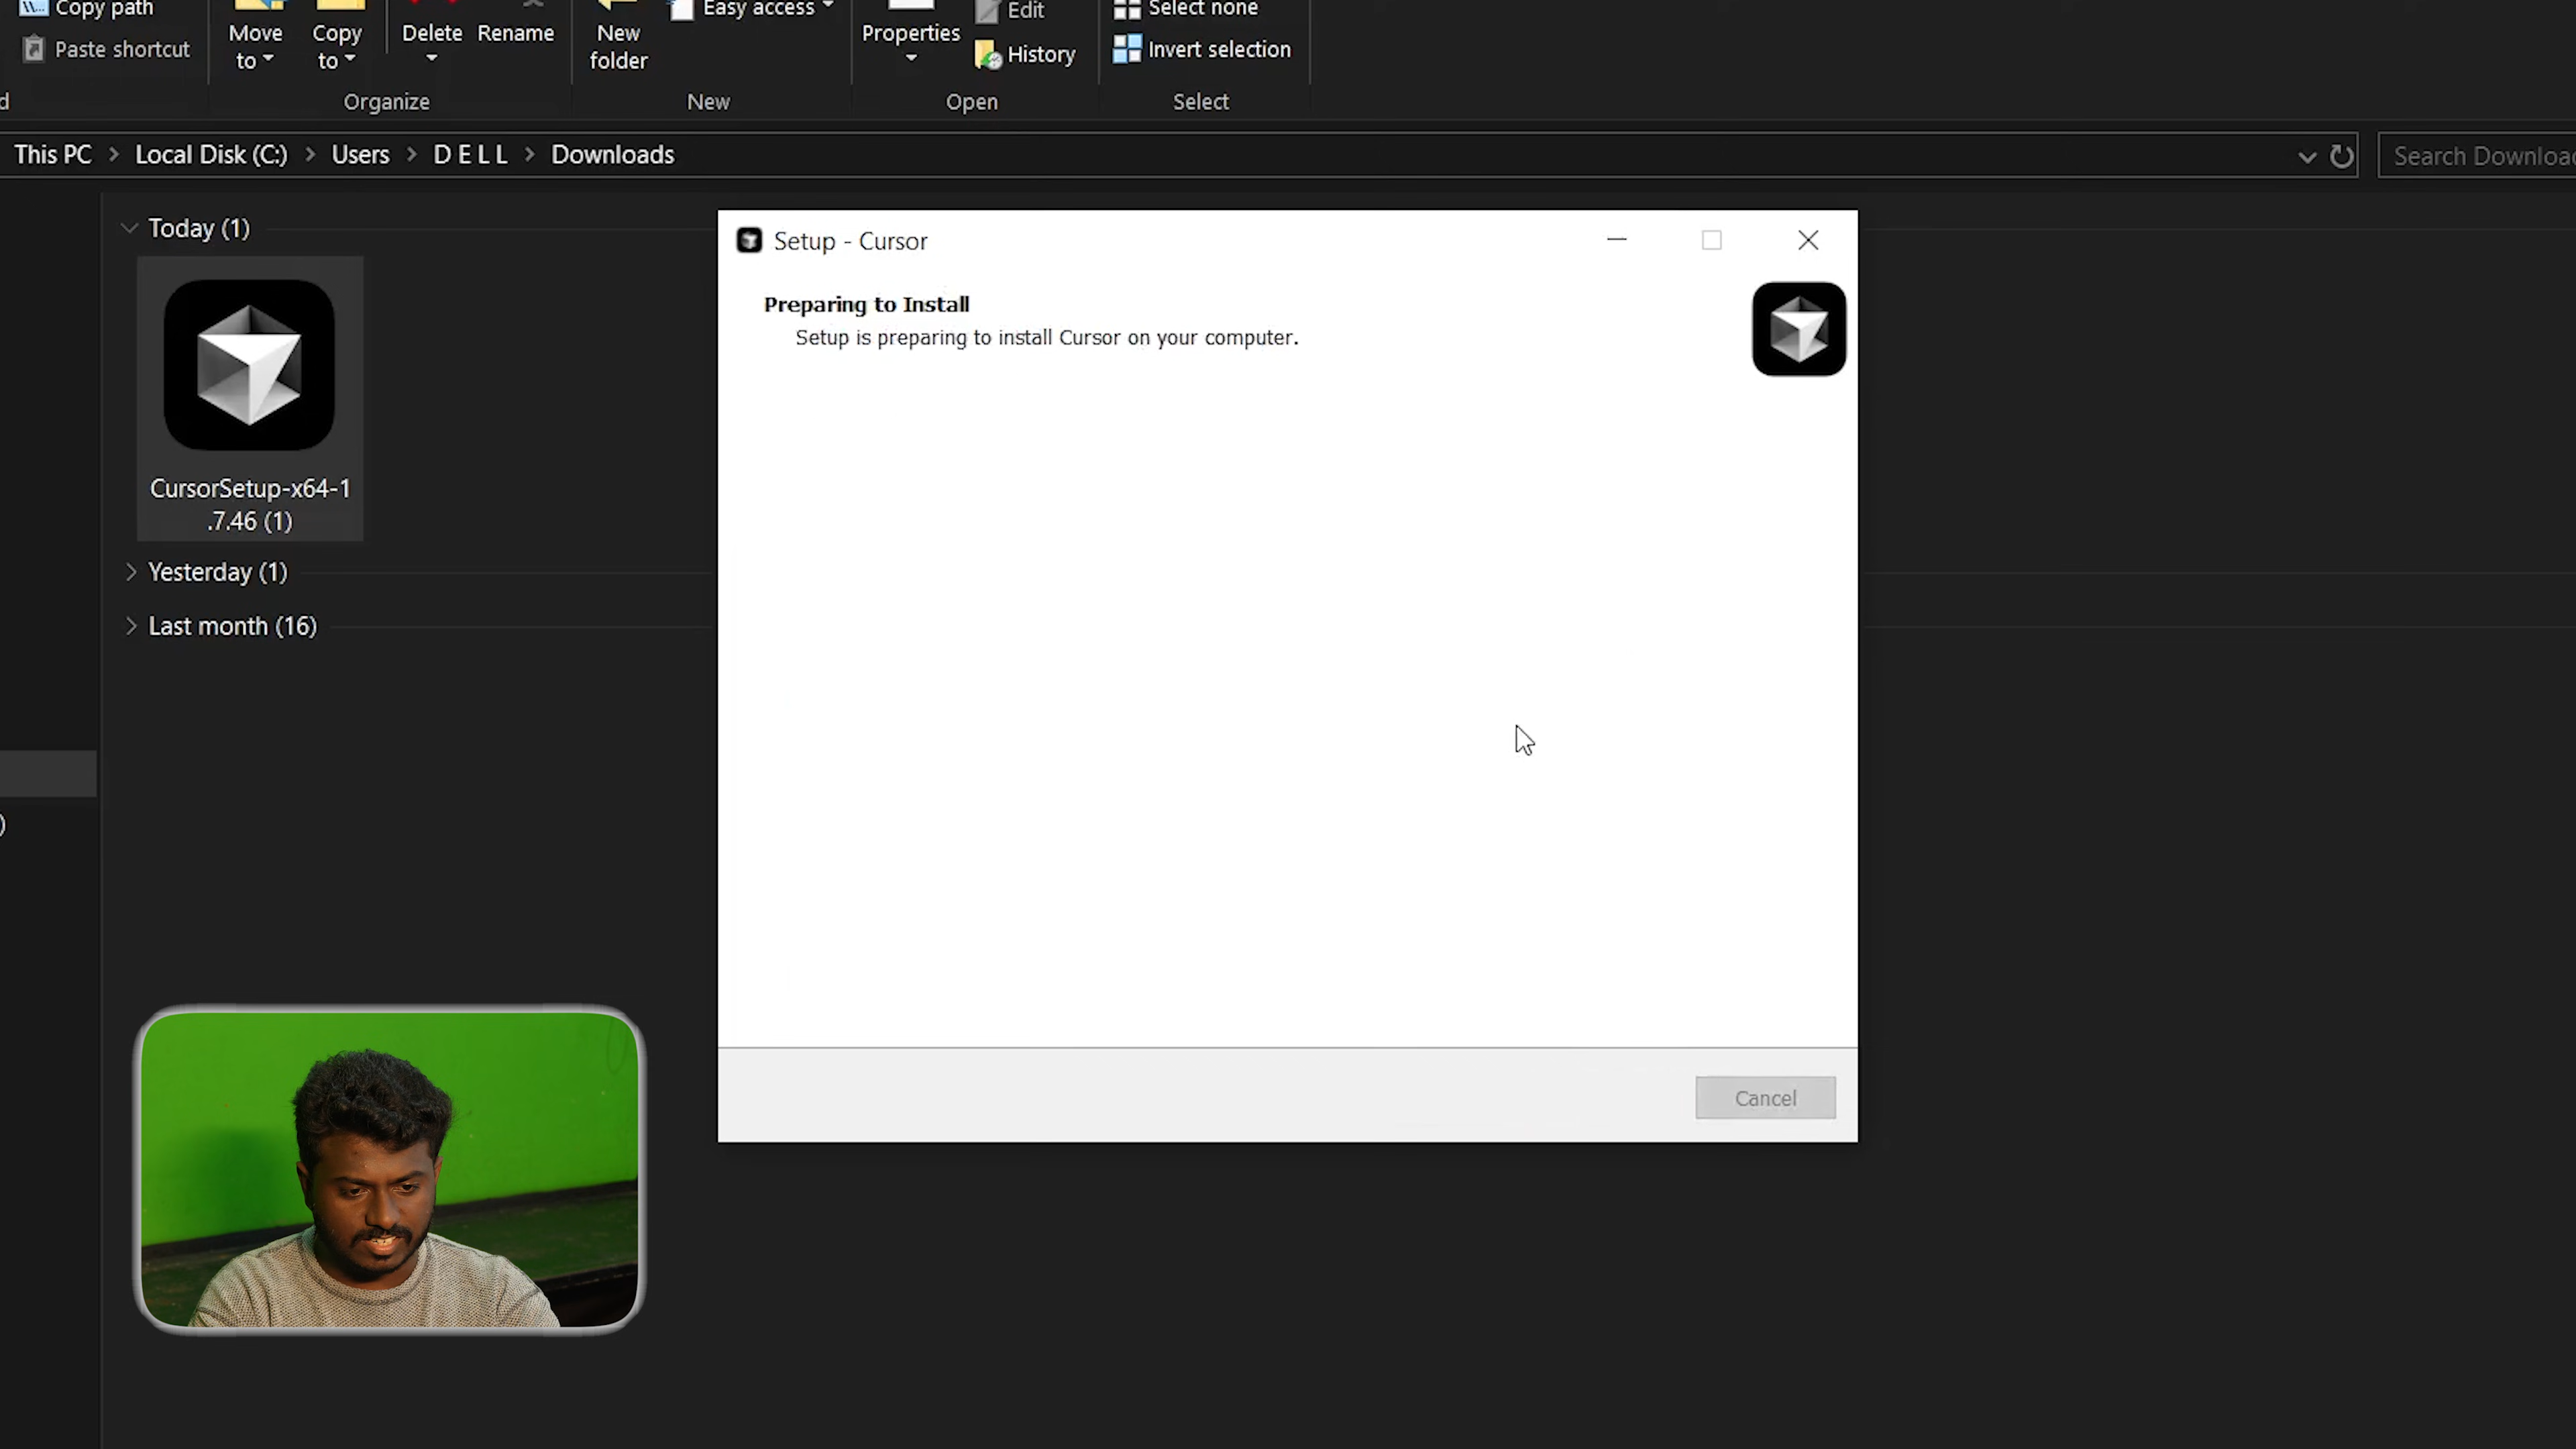 Copy path
Paste shortcut
Move to
Copy to
Delete
Rename
New folder
Easy access
Properties
Edit
History
Select none
Invert selection
d
Organize
New
Open
Select
This PC > Local Disk (C:) > Users > D E L L > Downloads
Search Downloa
Today (1)
CursorSetup-x64-1
.7.46 (1)
Yesterday (1)
Last month (16)
)
Setup - Cursor
Preparing to Install
Setup is preparing to install Cursor on your computer.
Cancel